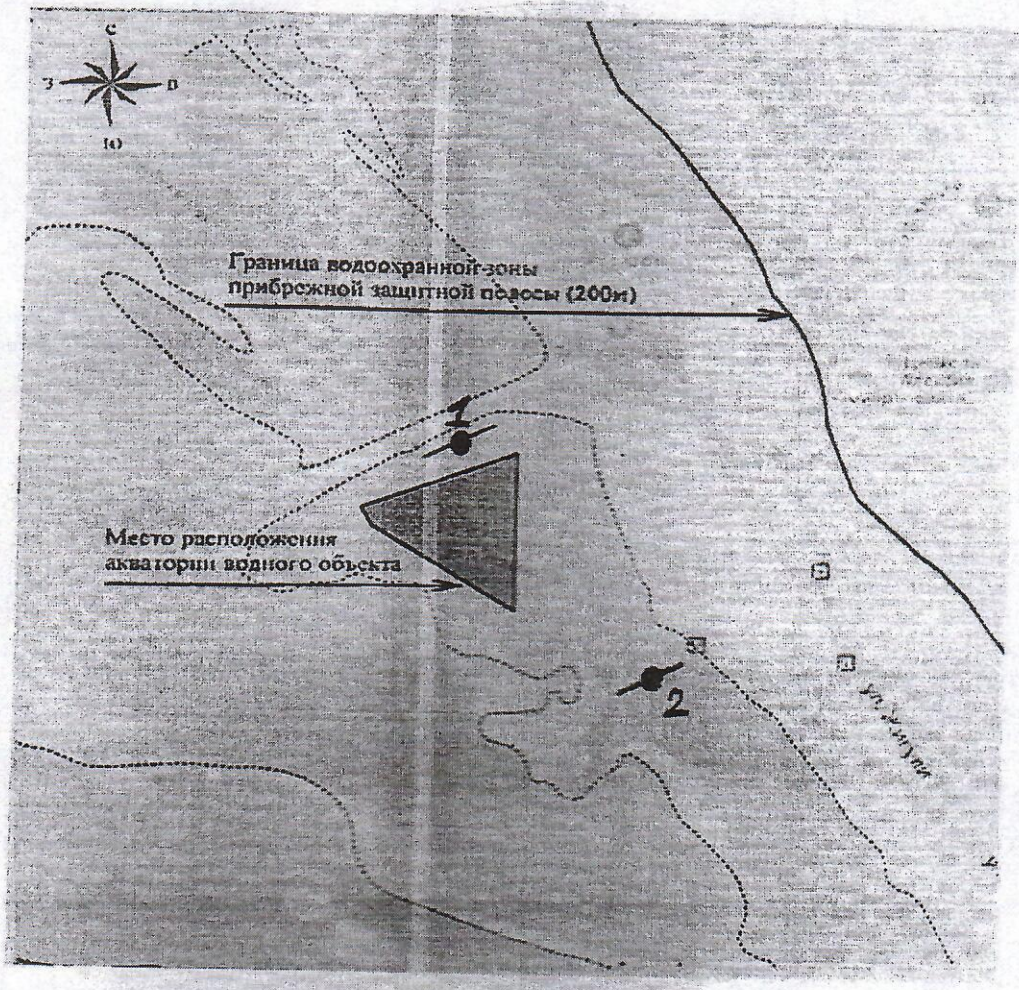 С
З
В
Ю
Граница водоохранной зоны
прибрежной защитной полосы (200м)
1
Место расположения
акватории водного объекта
2